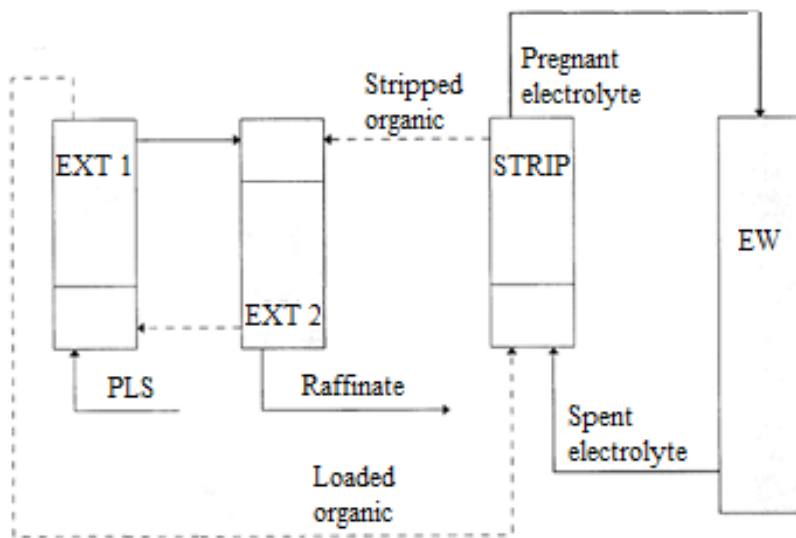 Pregnant
electrolyte
Stripped
organic
EXT 1
STRIP
EW
EXT 2
PLS
Raffinate
Spent
electrolyte
Loaded
organic